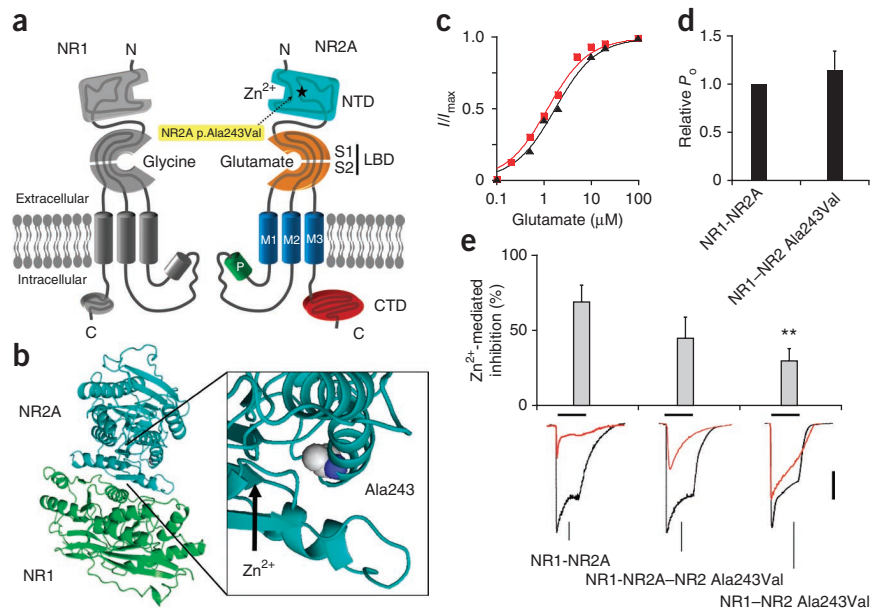 a
NR1
N
N
NR2A
Zn2+
NTD
NR2A p.Ala243Val
Glycine
Glutamate
S1
S2
LBD
Extracellular
Intracellular
M1
M2
M3
P
CTD
C
C
b
NR2A
NR1
Ala243
Zn2+
c
I/Imax
1.0
0.5
0
0.1
1
10
100
Glutamate (μM)
d
Relative Po
1.5
1.0
0.5
0
NR1-NR2A
NR1–NR2 Ala243Val
e
Zn2+-mediated
inhibition (%)
100
50
0
**
NR1-NR2A
NR1-NR2A–NR2 Ala243Val
NR1–NR2 Ala243Val